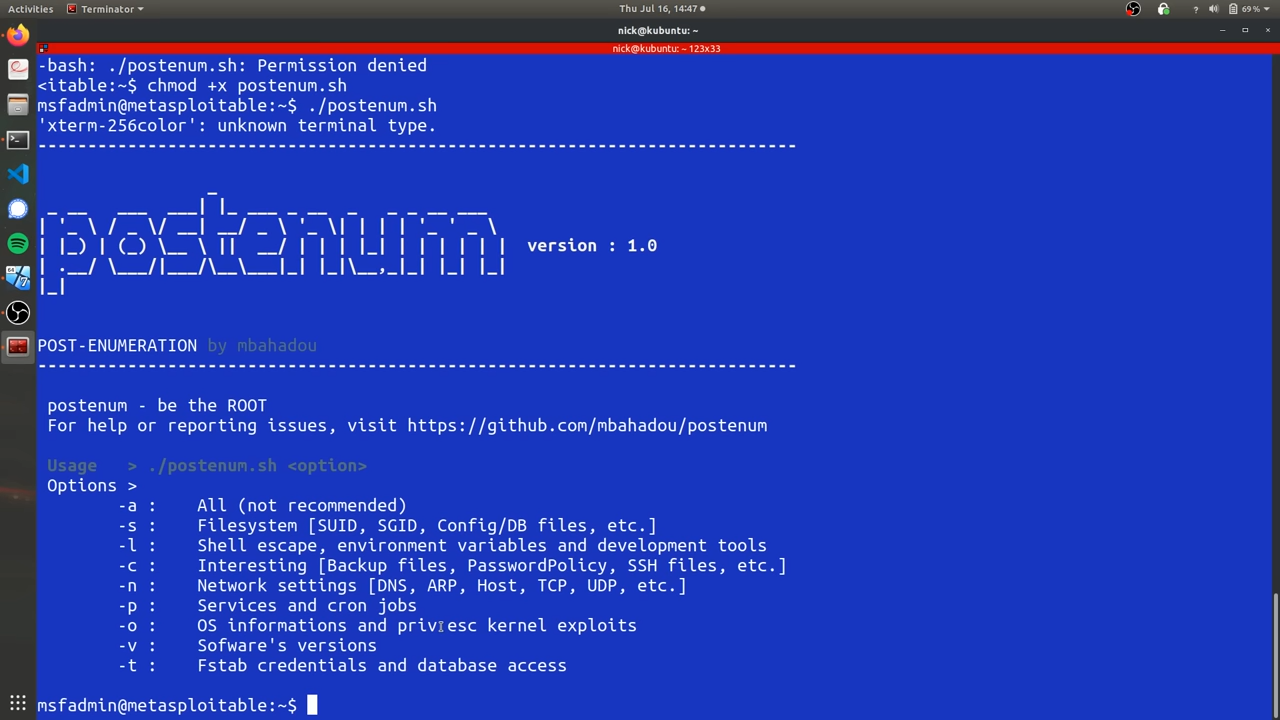 Activities
Terminator
Thu Jul 16, 14:47
69 %
nick@kubuntu: ~
nick@kubuntu: ~ 123x33
-bash: ./postenum.sh: Permission denied
<itable:~$ chmod +x postenum.sh
msfadmin@metasploitable:~$ ./postenum.sh
'xterm-256color': unknown terminal type.
postenum version : 1.0
POST-ENUMERATION by mbahadou
postenum - be the ROOT
For help or reporting issues, visit https://github.com/mbahadou/postenum
Usage > ./postenum.sh <option>
Options >
-a : All (not recommended)
-s : Filesystem [SUID, SGID, Config/DB files, etc.]
-l : Shell escape, environment variables and development tools
-c : Interesting [Backup files, PasswordPolicy, SSH files, etc.]
-n : Network settings [DNS, ARP, Host, TCP, UDP, etc.]
-p : Services and cron jobs
-o : OS informations and priv esc kernel exploits
-v : Sofware's versions
-t : Fstab credentials and database access
msfadmin@metasploitable:~$